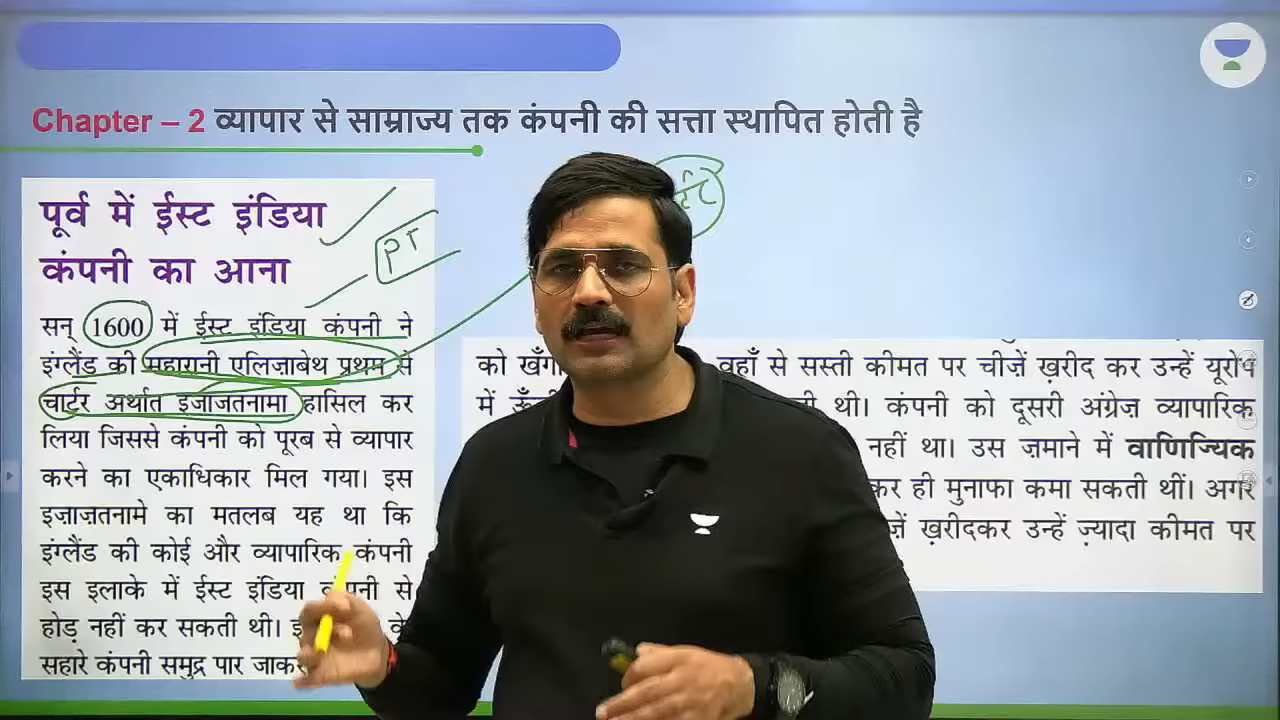 Chapter – 2 व्यापार से साम्राज्य तक कंपनी की सत्ता स्थापित होती है
पूर्व में ईस्ट इंडिया
कंपनी का आना
PT
सन् 1600 में ईस्ट इंडिया कंपनी ने
इंग्लैंड की महारानी एलिज़ाबेथ प्रथम से
चार्टर अर्थात इजाज़तनामा हासिल कर
लिया जिससे कंपनी को पूरब से व्यापार
करने का एकाधिकार मिल गया। इस
इज़ाज़तनामे का मतलब यह था कि
इंग्लैंड की कोई और व्यापारिक कंपनी
इस इलाके में ईस्ट इंडिया कंपनी से
होड़ नहीं कर सकती थी।
सहारे कंपनी समुद्र पार जाकर
को वहाँ से सस्ती कीमत पर चीज़ें ख़रीद कर उन्हें यूरोप
में थी। कंपनी को दूसरी अंग्रेज़ व्यापारिक
नहीं था। उस ज़माने में वाणिज्यिक
कर ही मुनाफा कमा सकती थीं। अगर
ख़रीदकर उन्हें ज़्यादा कीमत पर